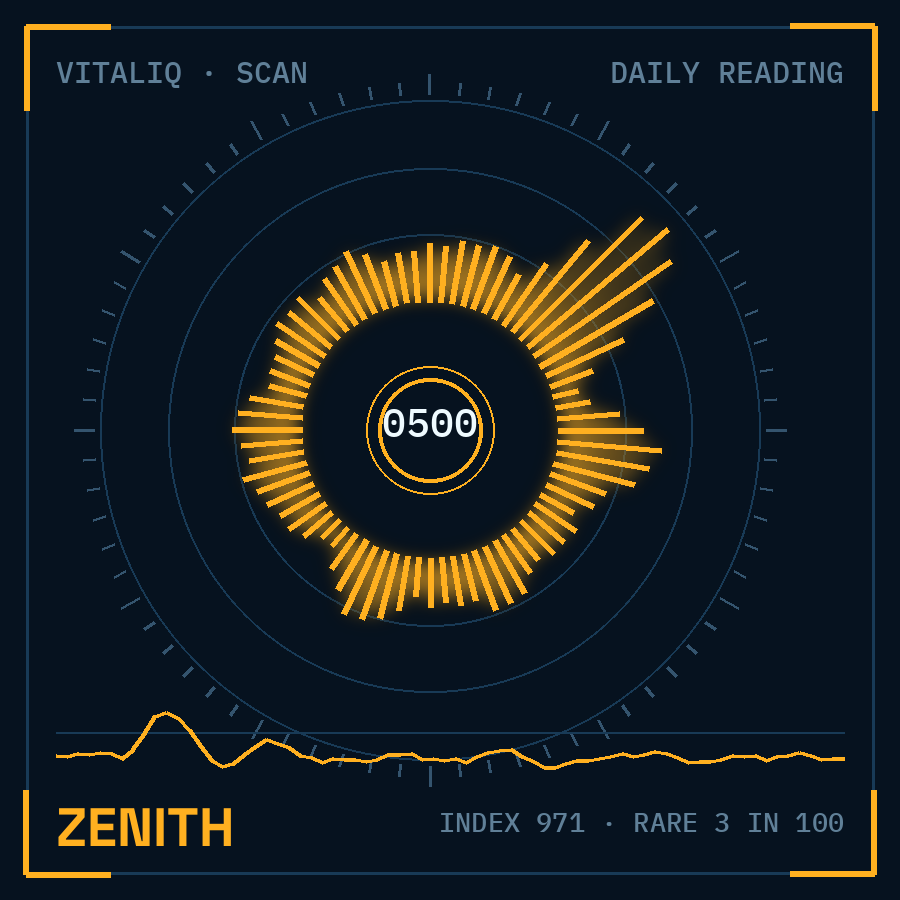 VITALIQ · SCAN
DAILY READING
0500
ZENITH
INDEX 971 · RARE 3 IN 100